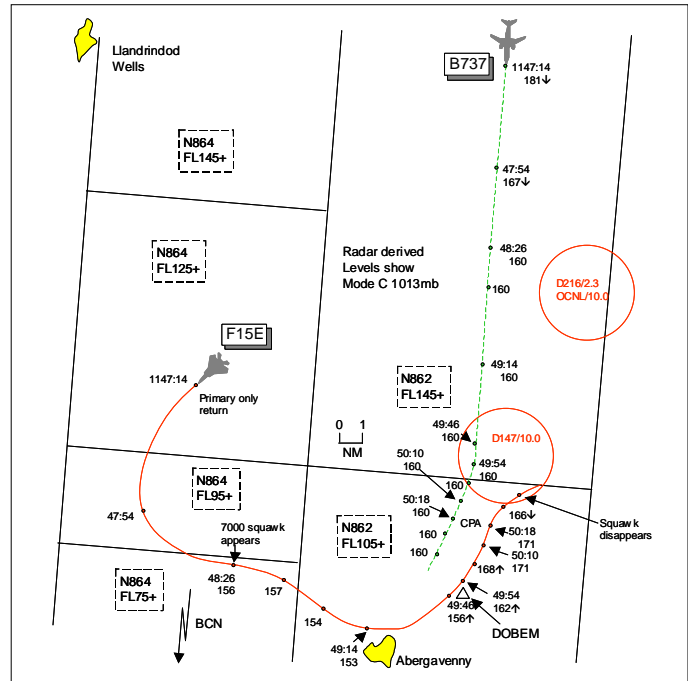 Llandrindod
Wells
B737
1147:14
181↓
N864
FL145+
47:54
167↓
N864
FL125+
Radar derived
Levels show
Mode C 1013mb
48:26
160
160
D216/2.3
OCNL/10.0
F15E
1147:14
Primary only
return
49:14
160
N862
FL145+
0 1
NM
49:46
160
D147/10.0
50:10
160
49:54
160
N864
FL95+
160
50:18
160
N862
FL105+
47:54
7000 squawk
appears
160
160
CPA
166↓
Squawk
disappears
50:18
171
50:10
171
168↑
N864
FL75+
48:26
156
157
154
49:54
162↑
49:46
156↑
DOBEM
BCN
49:14
153
Abergavenny